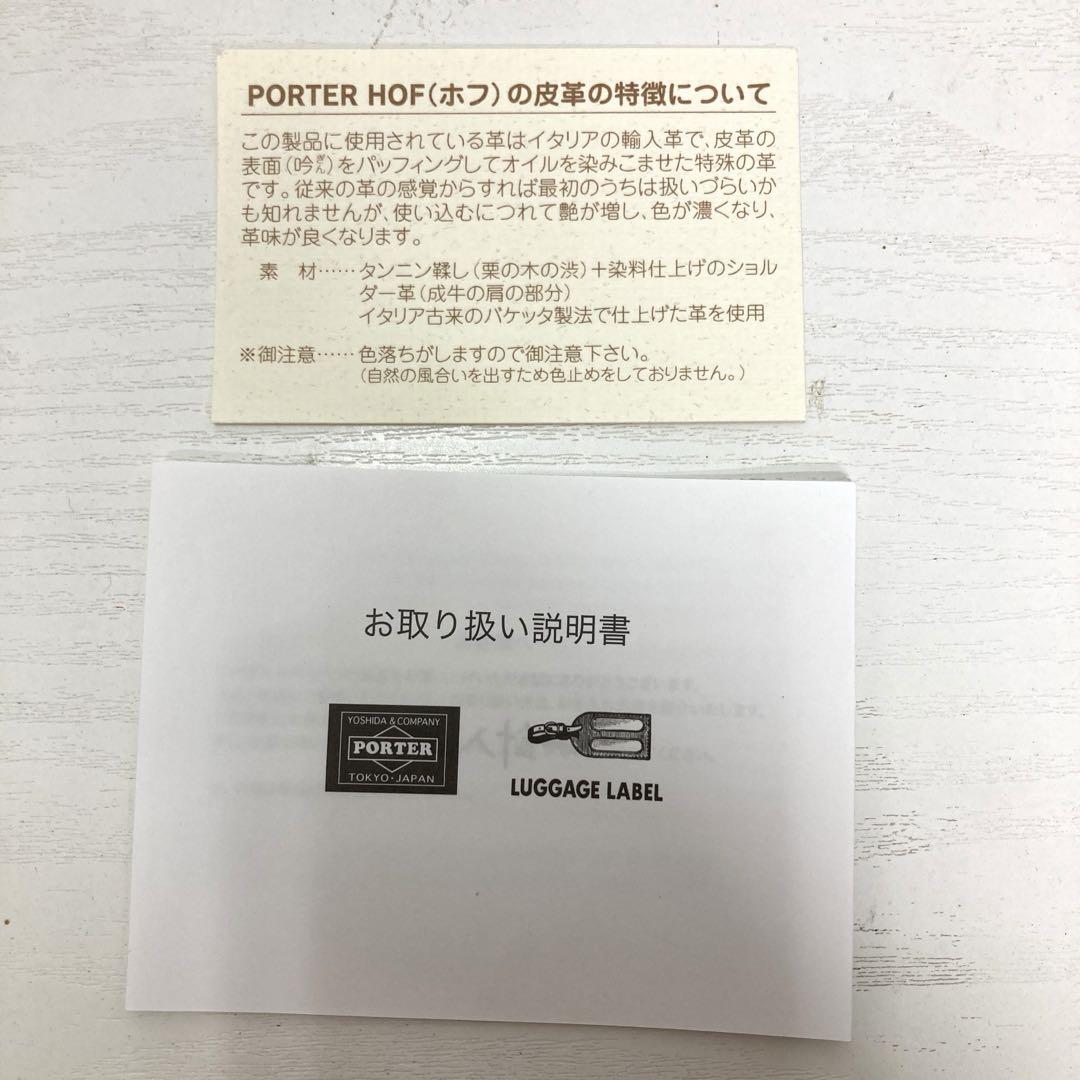 PORTER HOF(ホフ)の皮革の特徴について
この製品に使用されている革はイタリアの輸入革で、皮革の
表面(吟ぎん)をバッフィングしてオイルを染みこませた特殊の革
です。従来の革の感覚からすれば最初のうちは扱いづらいか
も知れませんが、使い込むにつれて艶が増し、色が濃くなり、
革味が良くなります。
素 材……タンニン鞣し(栗の木の渋)+染料仕上げのショル
ダー革(成牛の肩の部分)
イタリア古来のバケッタ製法で仕上げた革を使用
※御注意……色落ちがしますので御注意下さい。
(自然の風合いを出すため色止めをしておりません。)
お取り扱い説明書
YOSHIDA & COMPANY
PORTER
TOKYO・JAPAN
LUGGAGE LABEL